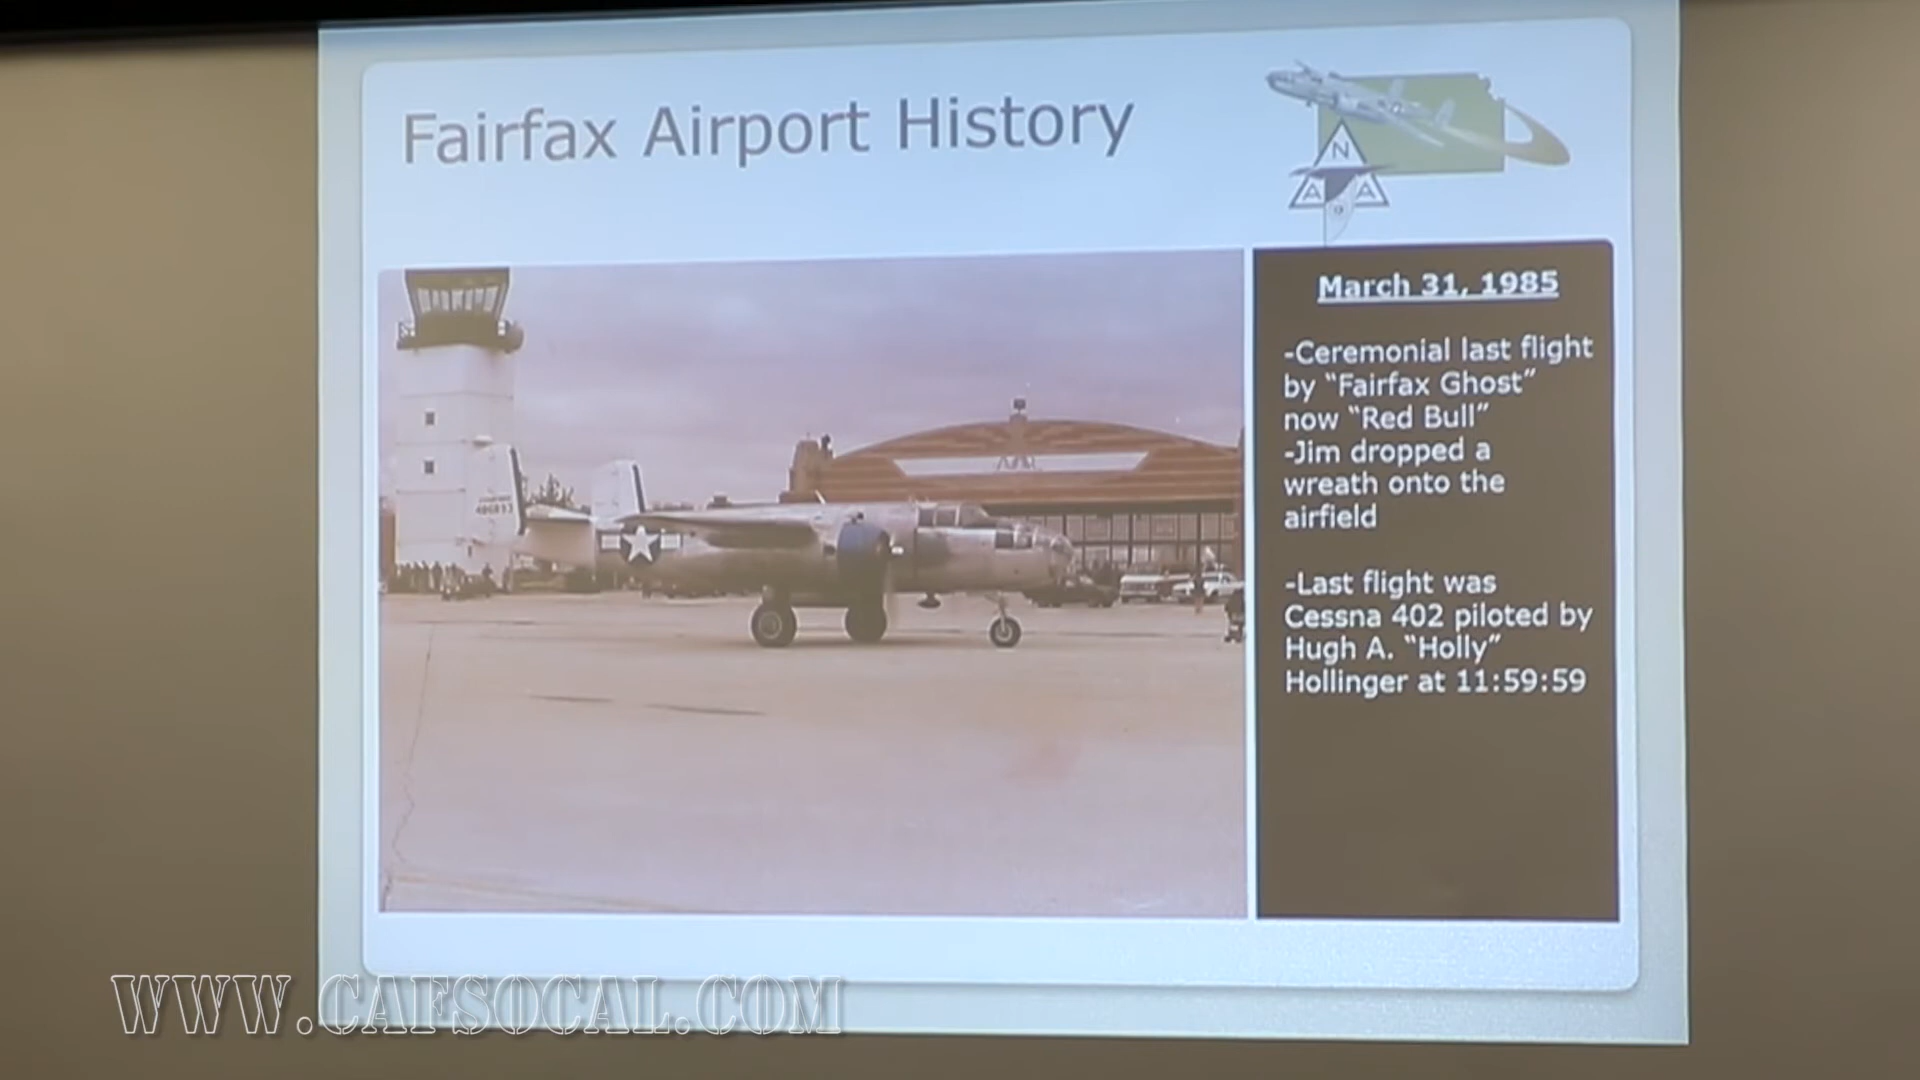 Fairfax Airport History
N
A A
9
March 31, 1985
-Ceremonial last flight
by “Fairfax Ghost”
now “Red Bull”
-Jim dropped a
wreath onto the
airfield
-Last flight was
Cessna 402 piloted by
Hugh A. “Holly”
Hollinger at 11:59:59
WWW.CAFSOCAL.COM